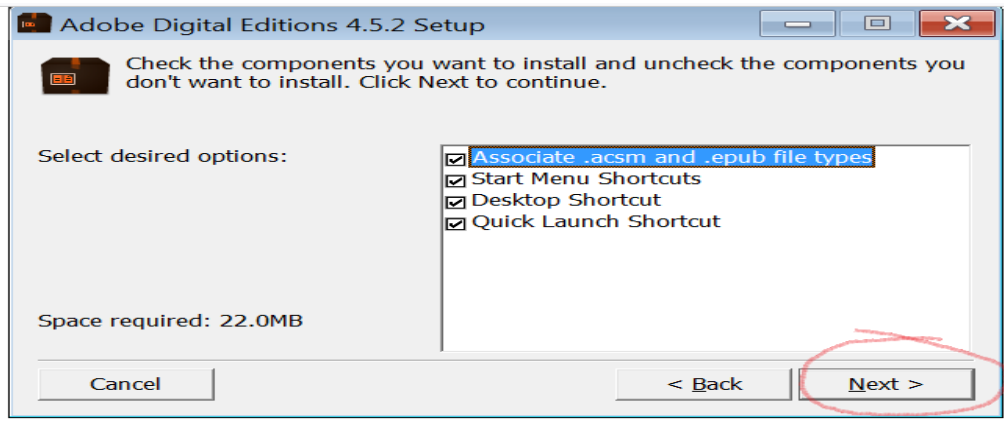 Adobe Digital Editions 4.5.2 Setup
Check the components you want to install and uncheck the components you
don't want to install. Click Next to continue.
Select desired options:
Associate .acsm and .epub file types
Start Menu Shortcuts
Desktop Shortcut
Quick Launch Shortcut
Space required: 22.0MB
Cancel
< Back
Next >